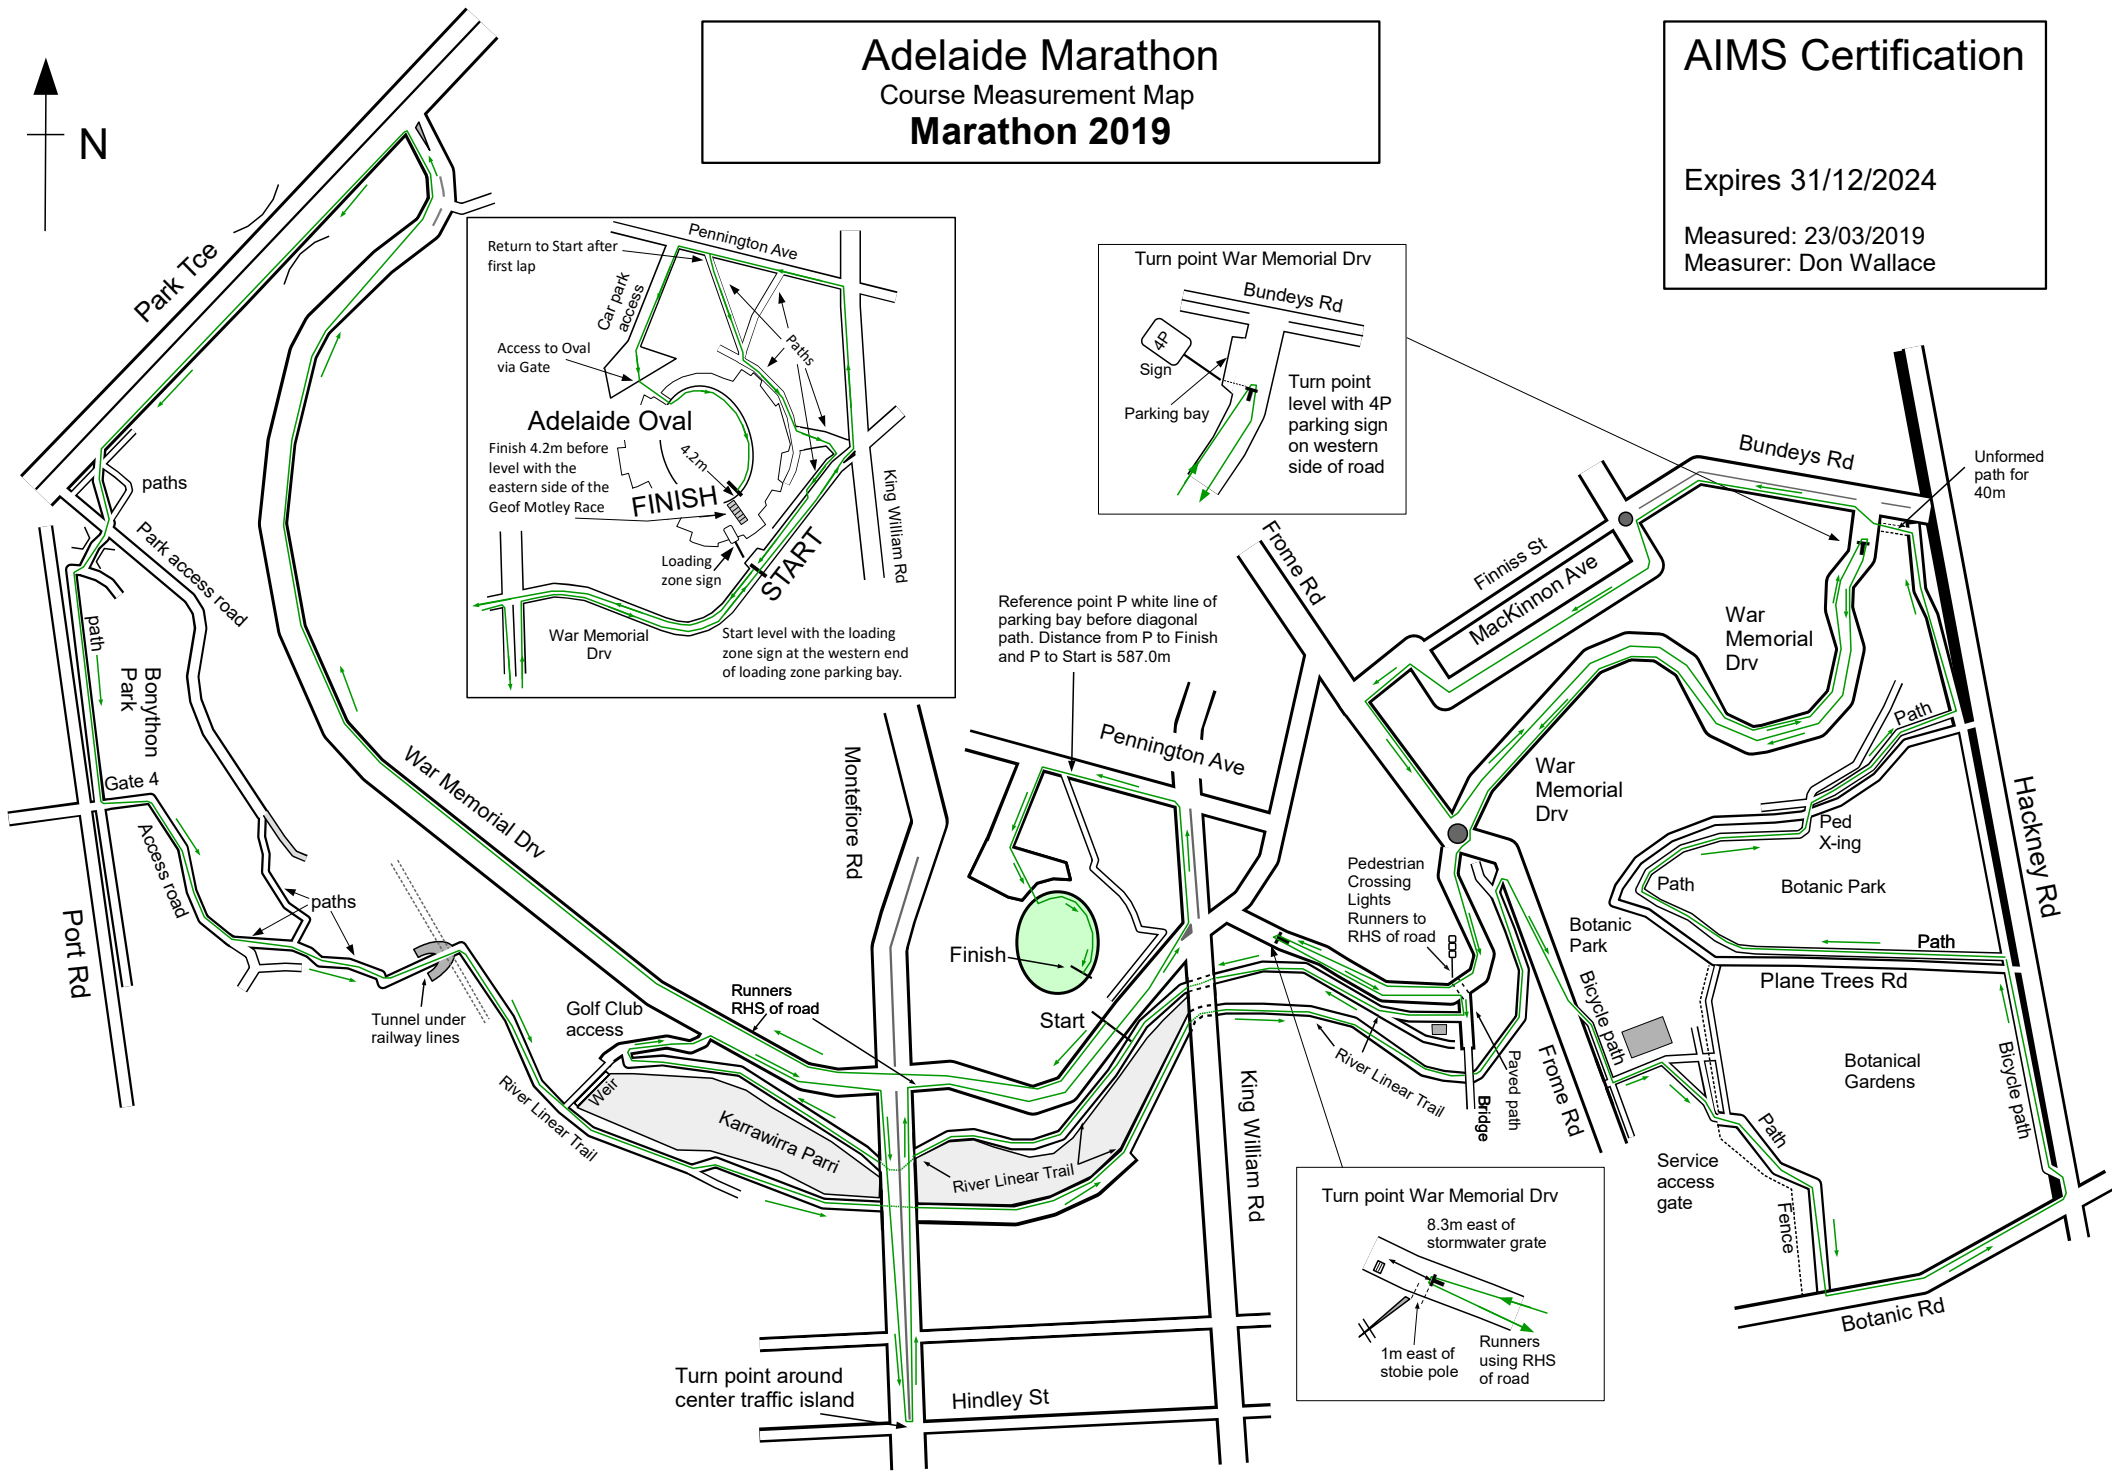 Adelaide Marathon
Course Measurement Map
Marathon 2019
AIMS Certification
Expires 31/12/2024
Measured: 23/03/2019
Measurer: Don Wallace
N
Park Tce
paths
Park access road
path
Bonython
Park
Gate 4
Access road
Port Rd
paths
Tunnel under
railway lines
War Memorial Drv
Golf Club
access
Weir
River Linear Trail
Karrawirra Parri
Runners
RHS of road
Montefiore Rd
Return to Start after
first lap
Pennington Ave
Car park
access
Paths
Access to Oval
via Gate
Adelaide Oval
Finish 4.2m before
level with the
eastern side of the
Geof Motley Race
4.2m
FINISH
Loading
zone sign
START
King William Rd
War Memorial
Drv
Start level with the loading
zone sign at the western end
of loading zone parking bay.
Turn point War Memorial Drv
Bundeys Rd
4P
Sign
Parking bay
Turn point
level with 4P
parking sign
on western
side of road
Reference point P white line of
parking bay before diagonal
path. Distance from P to Finish
and P to Start is 587.0m
Pennington Ave
Finish
Start
River Linear Trail
King William Rd
Frome Rd
Finniss St
MacKinnon Ave
Bundeys Rd
Unformed
path for
40m
War
Memorial
Drv
War
Memorial
Drv
Path
Hackney Rd
Ped
X-ing
Botanic Park
Path
Path
Plane Trees Rd
Pedestrian
Crossing
Lights
Runners to
RHS of road
Botanic
Park
Bicycle path
River Linear Trail
Bridge
Paved path
Frome Rd
Botanical
Gardens
Bicycle path
Path
Service
access
gate
Fence
Botanic Rd
Turn point War Memorial Drv
8.3m east of
stormwater grate
1m east of
stobie pole
Runners
using RHS
of road
Turn point around
center traffic island
Hindley St